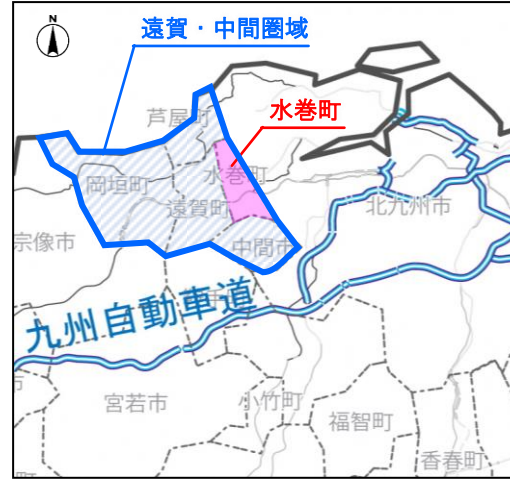 N
遠賀・中間圏域
水巻町
芦屋町
水巻町
岡垣町
遠賀町
北九州市
宗像市
中間市
九州自動車道
宮若市
小竹町
福智町
香春町
町